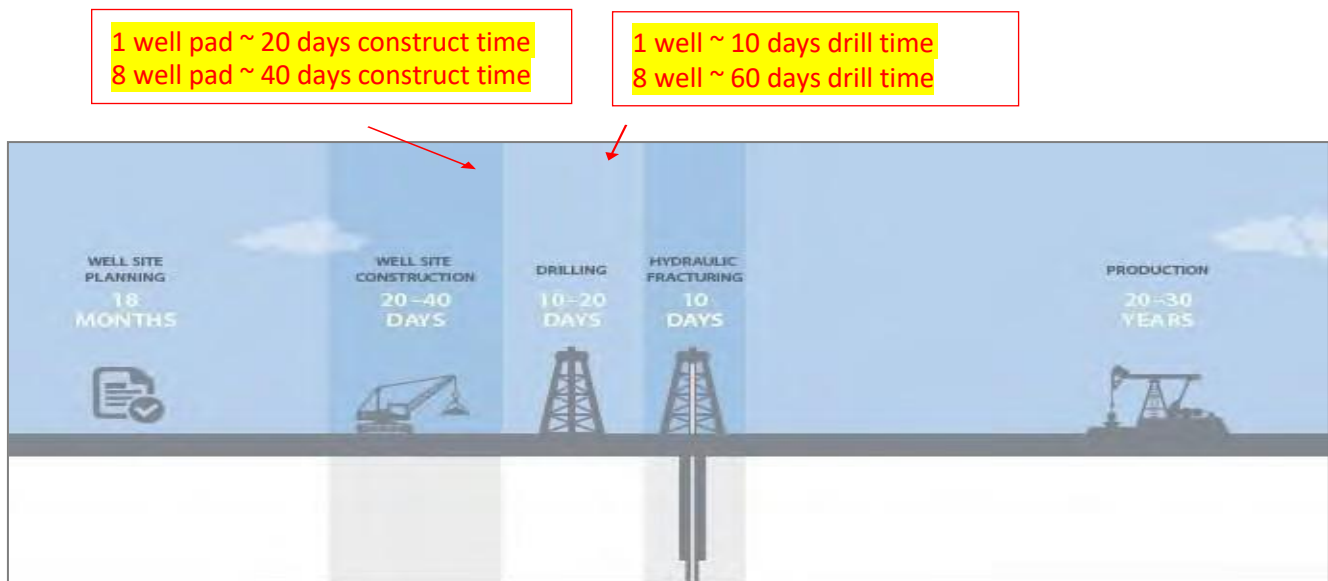 1 well pad ~ 20 days construct time
8 well pad ~ 40 days construct time
1 well ~ 10 days drill time
8 well ~ 60 days drill time
WELL SITE
PLANNING
18
MONTHS
WELL SITE
CONSTRUCTION
20–40
DAYS
DRILLING
10–20
DAYS
HYDRAULIC
FRACTURING
10
DAYS
PRODUCTION
20–30
YEARS